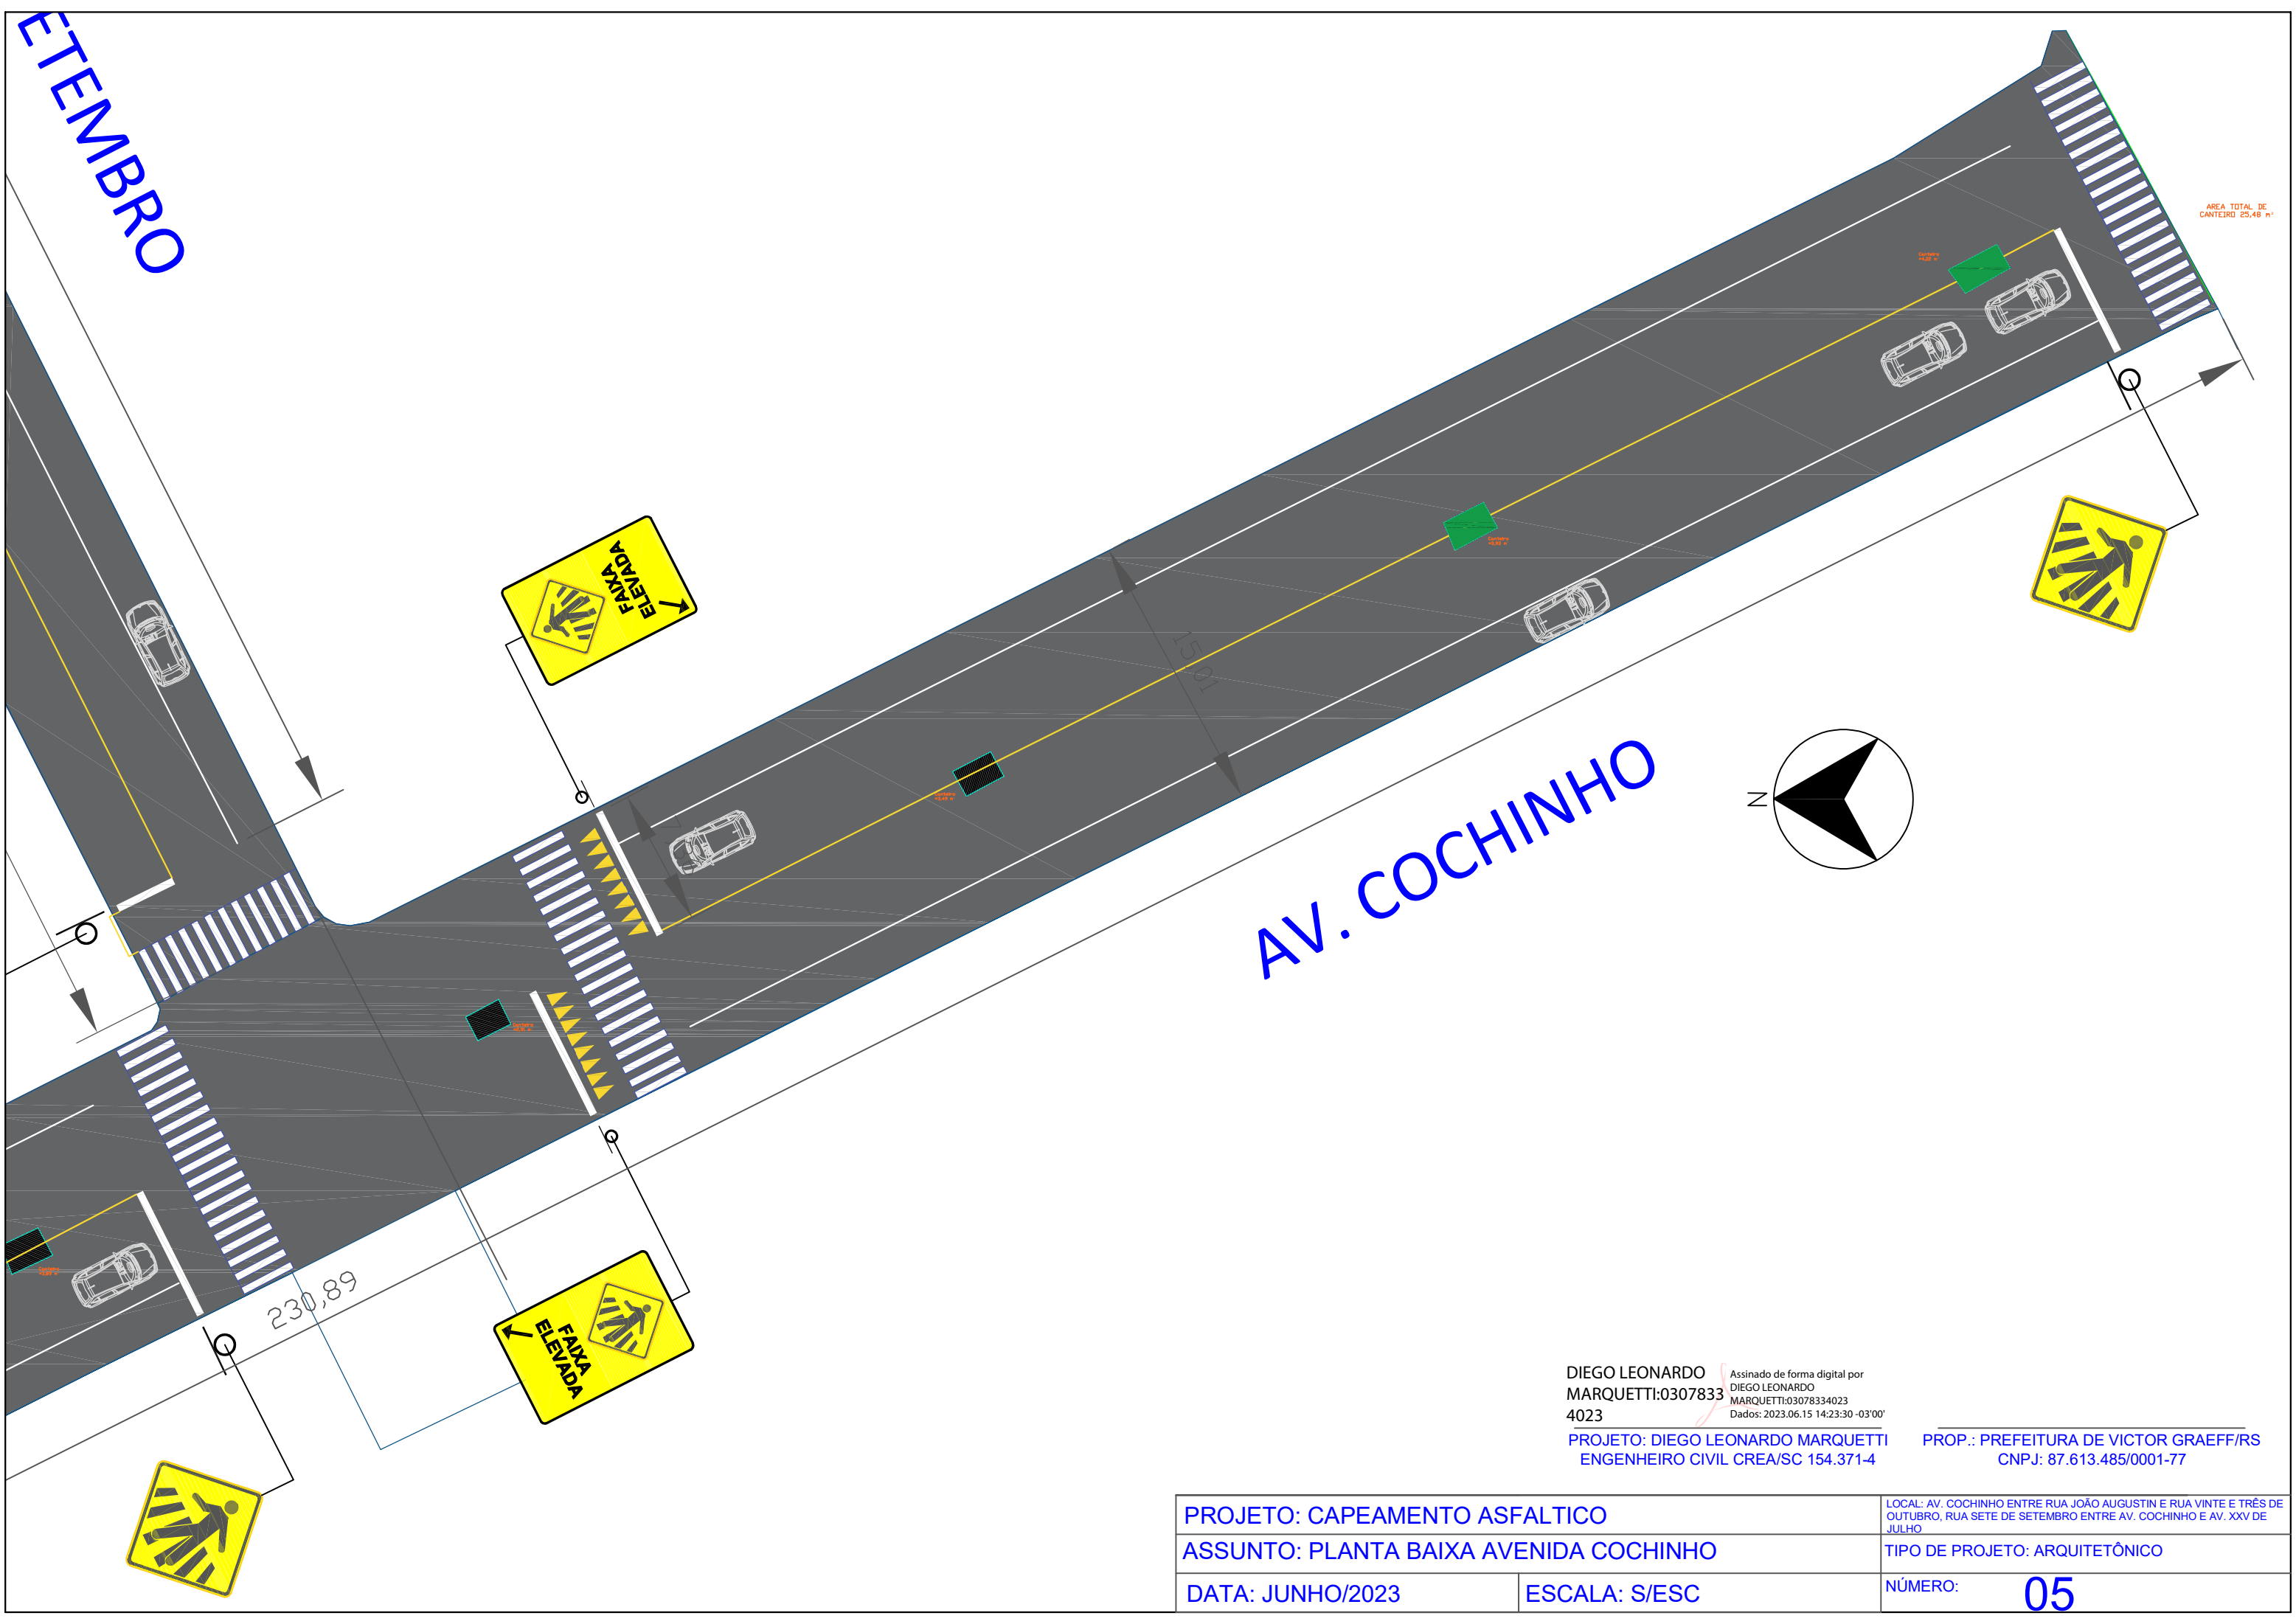 ETEMBRO
AREA TOTAL DE
CANTEIRO 25,48 m²
Canteiro
Canteiro
FAIXA
ELEVADA
15,01
Canteiro
N
AV. COCHINHO
Canteiro
Canteiro
230,89
FAIXA
ELEVADA
DIEGO LEONARDO
MARQUETTI:0307833
4023
Assinado de forma digital por
DIEGO LEONARDO
MARQUETTI:03078334023
Dados: 2023.06.15 14:23:30 -03'00'
PROJETO: DIEGO LEONARDO MARQUETTI
ENGENHEIRO CIVIL CREA/SC 154.371-4
PROP.: PREFEITURA DE VICTOR GRAEFF/RS
CNPJ: 87.613.485/0001-77
PROJETO: CAPEAMENTO ASFALTICO
LOCAL: AV. COCHINHO ENTRE RUA JOÃO AUGUSTIN E RUA VINTE E TRÊS DE
OUTUBRO, RUA SETE DE SETEMBRO ENTRE AV. COCHINHO E AV. XXV DE
JULHO
ASSUNTO: PLANTA BAIXA AVENIDA COCHINHO
TIPO DE PROJETO: ARQUITETÔNICO
DATA: JUNHO/2023
ESCALA: S/ESC
NÚMERO:
05